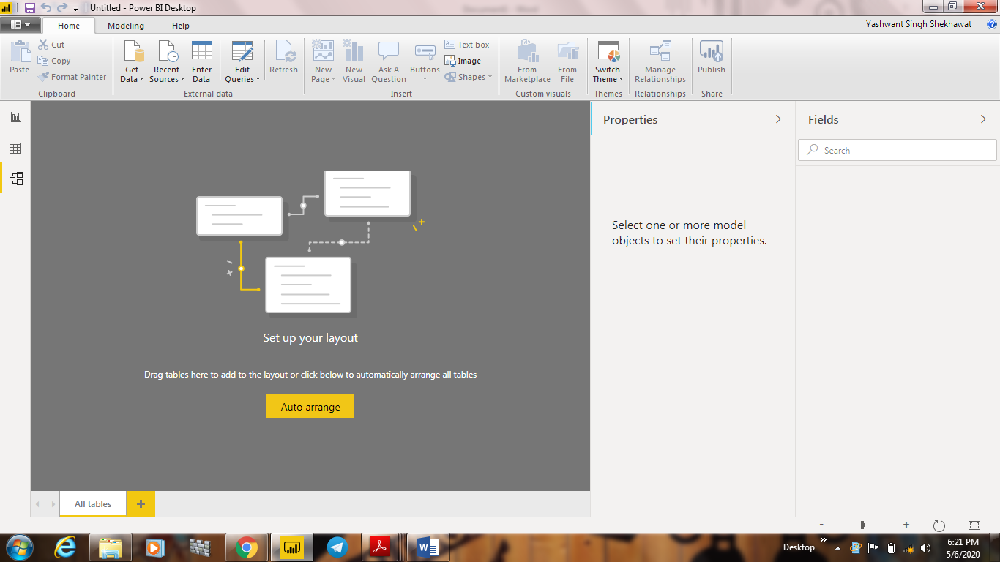 Untitled - Power BI Desktop
Home Modeling Help
Yashwant Singh Shekhawat
Paste
Cut
Copy
Format Painter
Clipboard
Get Data
Recent Sources
Enter Data
Edit Queries
External data
Refresh
New Page
New Visual
Ask A Question
Buttons
Text box
Image
Shapes
Insert
From Marketplace
From File
Custom visuals
Switch Theme
Themes
Manage Relationships
Relationships
Publish
Share
Set up your layout
Drag tables here to add to the layout or click below to automatically arrange all tables
Auto arrange
Properties
Select one or more model
objects to set their properties.
Fields
Search
All tables
Desktop
6:21 PM
5/6/2020